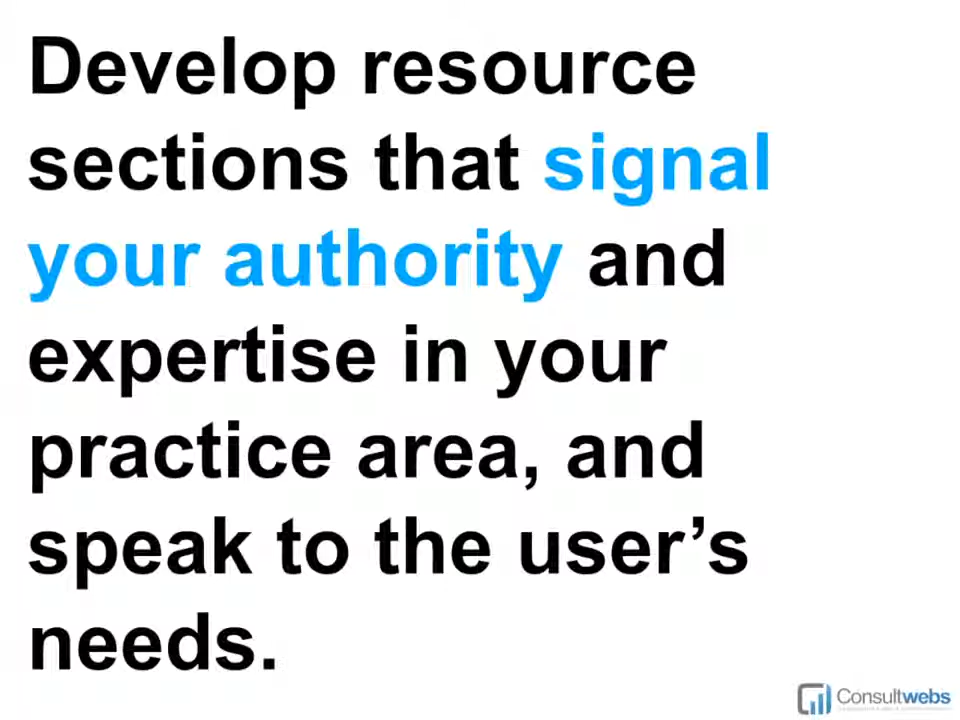 Develop resource
sections that signal
your authority and
expertise in your
practice area, and
speak to the user’s
needs.
Consultwebs